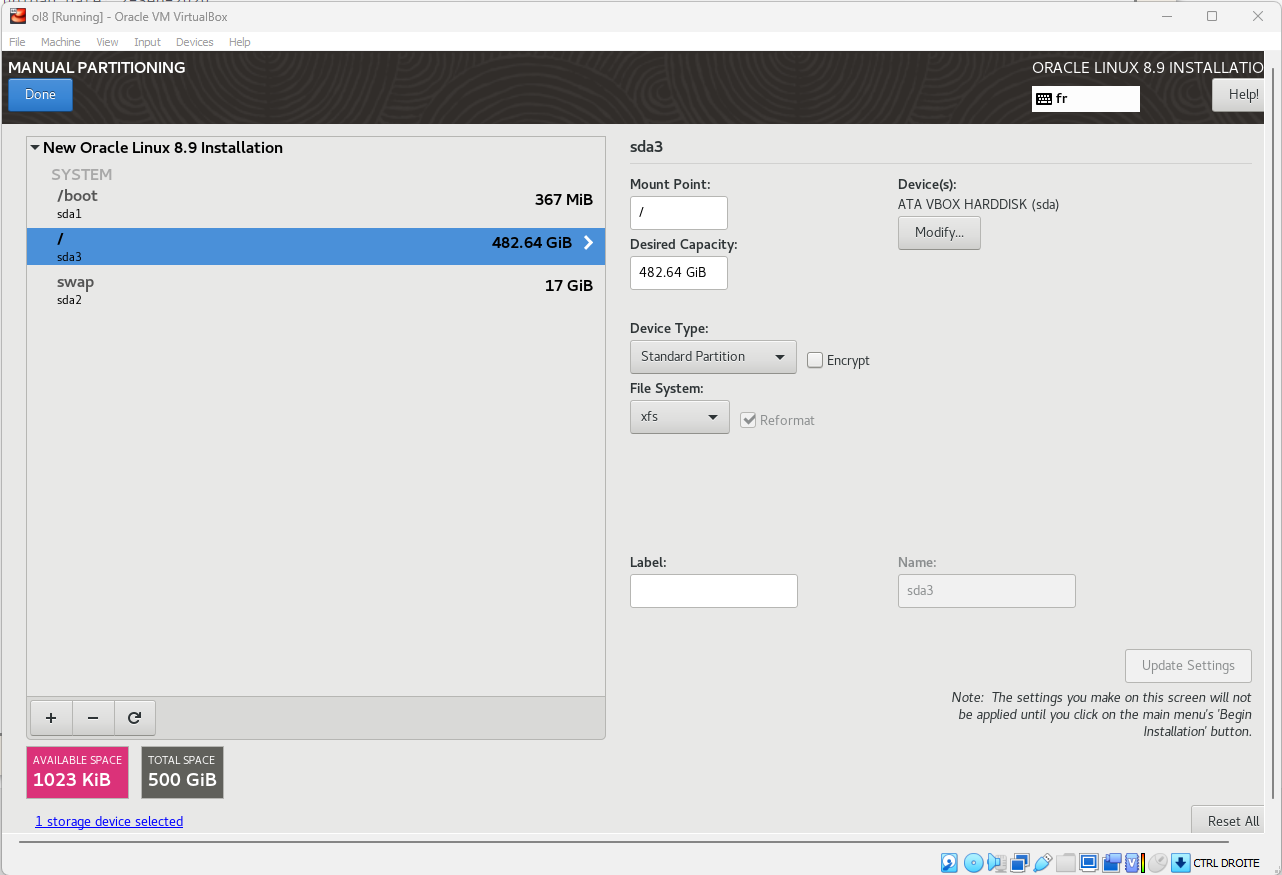 ol8 [Running] - Oracle VM VirtualBox
File Machine View Input Devices Help
MANUAL PARTITIONING
ORACLE LINUX 8.9 INSTALLATIO
Done
fr
Help!
New Oracle Linux 8.9 Installation
SYSTEM
/boot
367 MiB
sda1
/
482.64 GiB
sda3
swap
17 GiB
sda2
sda3
Mount Point:
/
Device(s):
ATA VBOX HARDDISK (sda)
Modify...
Desired Capacity:
482.64 GiB
Device Type:
Standard Partition
Encrypt
File System:
xfs
Reformat
Label:
Name:
sda3
Update Settings
Note: The settings you make on this screen will not
be applied until you click on the main menu's 'Begin
Installation' button.
+ −
AVAILABLE SPACE
1023 KiB
TOTAL SPACE
500 GiB
1 storage device selected
Reset All
CTRL DROITE